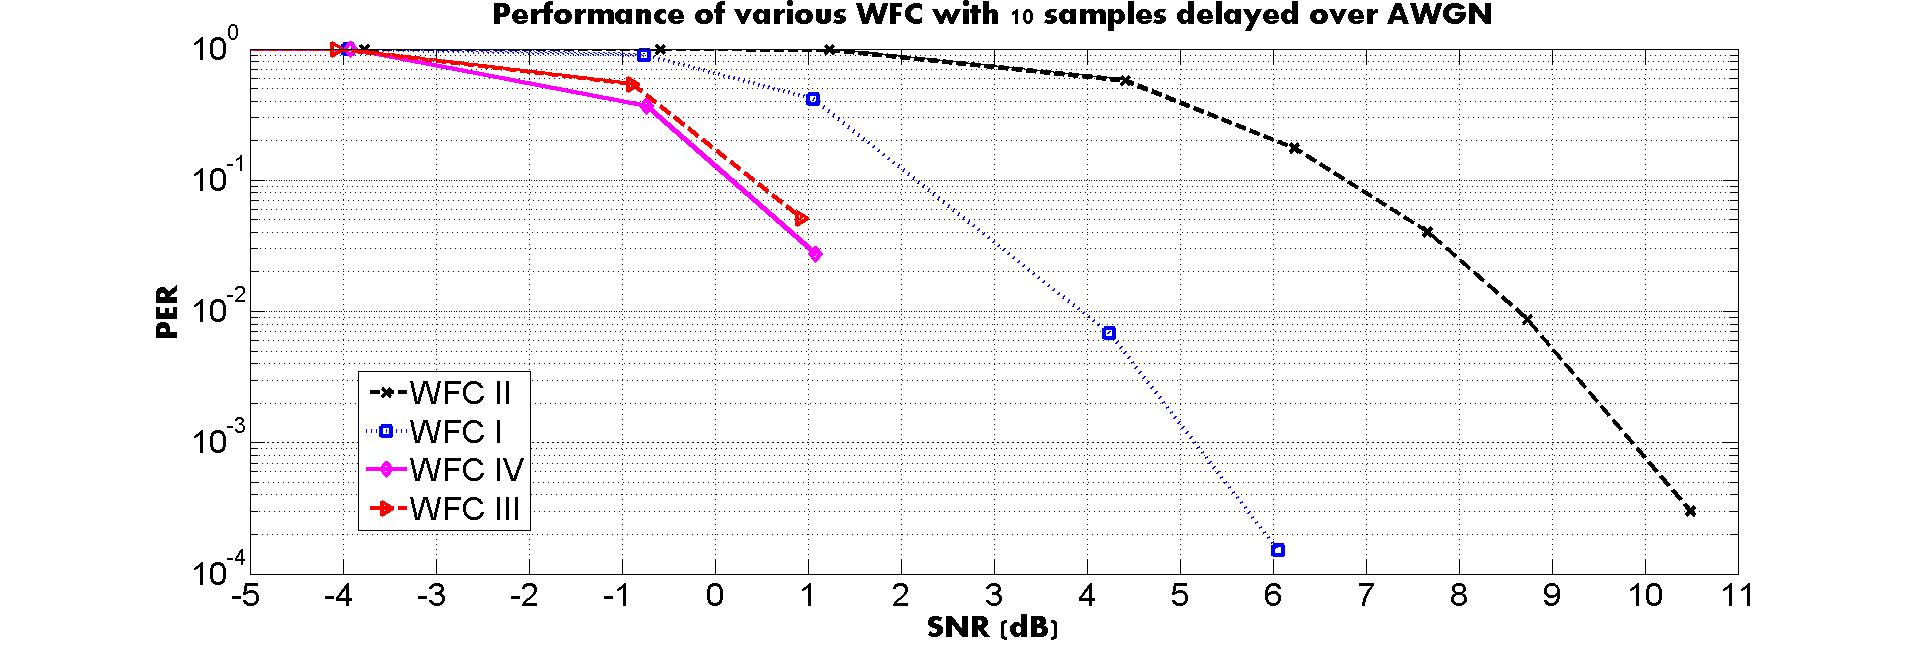 Performance of various WFC with 10 samples delayed over AWGN
10^0
10^-1
10^-2
10^-3
10^-4
PER
WFC II
WFC I
WFC IV
WFC III
-5 -4 -3 -2 -1 0 1 2 3 4 5 6 7 8 9 10 11
SNR (dB)